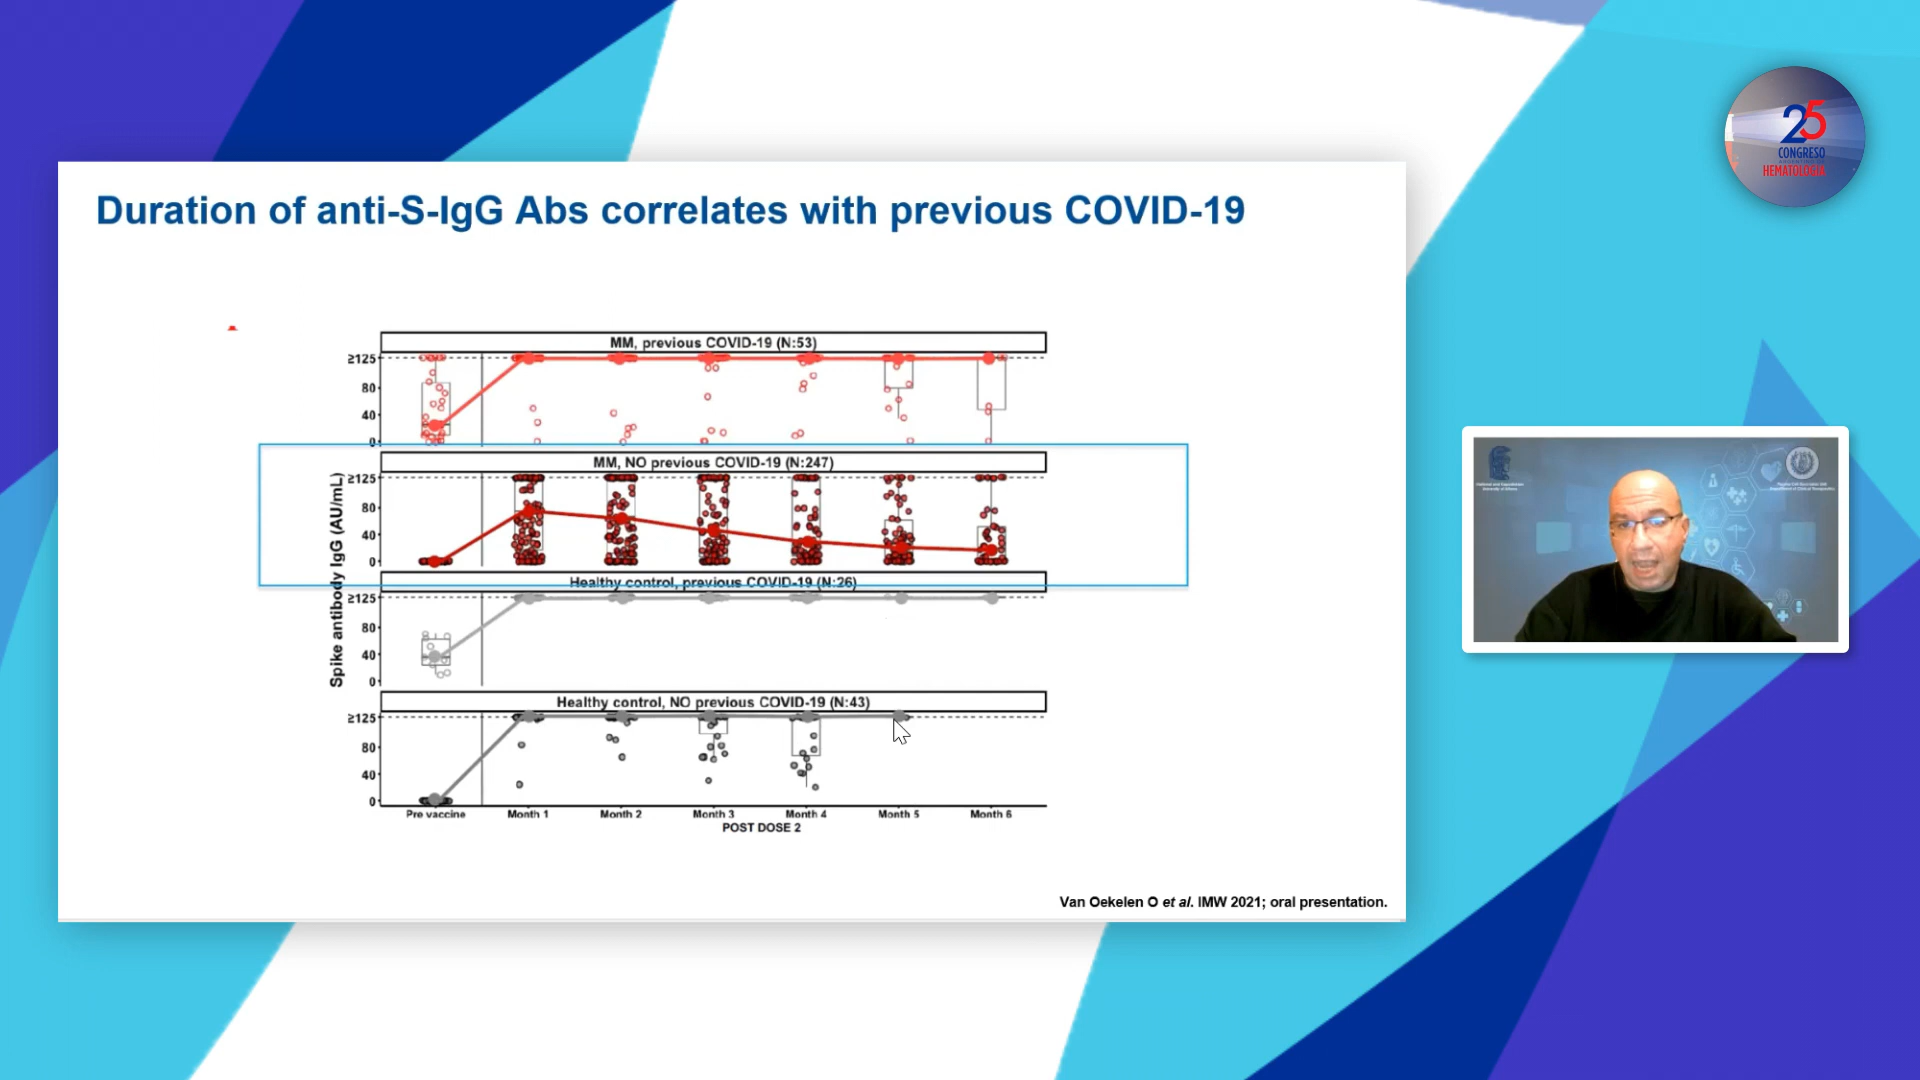 25
CONGRESO
HEMATOLOGÍA
Duration of anti-S-IgG Abs correlates with previous COVID-19
Spike antibody IgG (AU/mL)
MM, previous COVID-19 (N:53)
≥125
80
40
0
MM, NO previous COVID-19 (N:247)
≥125
80
40
0
Healthy control, previous COVID-19 (N:26)
≥125
80
40
0
Healthy control, NO previous COVID-19 (N:43)
≥125
80
40
0
Pre vaccine Month 1 Month 2 Month 3 Month 4 Month 5 Month 6
POST DOSE 2
Van Oekelen O et al. IMW 2021; oral presentation.